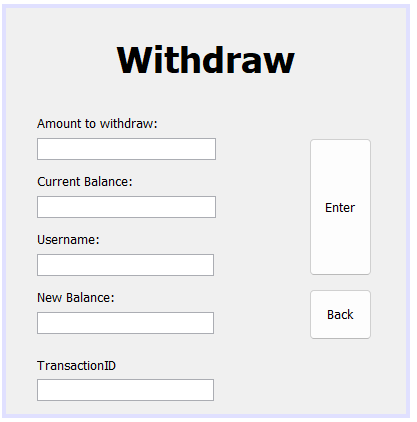 Withdraw
Amount to withdraw:
Current Balance:
Enter
Username:
New Balance:
Back
TransactionID